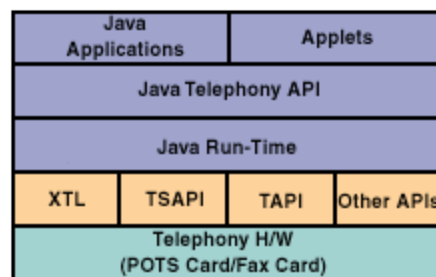 Java
Applications
Applets
Java Telephony API
Java Run-Time
XTL
TSAPI
TAPI
Other APIs
Telephony H/W
(POTS Card/Fax Card)